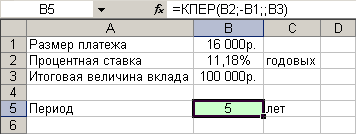 B5 fx =КПЕР(B2;-B1;;B3)
A B C D
1 Размер платежа 16 000р.
2 Процентная ставка 11,18% годовых
3 Итоговая величина вклада 100 000р.
4
5 Период 5 лет
6